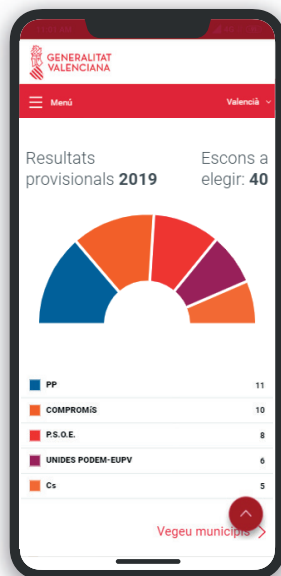 GENERALITAT
VALENCIANA
Menú
Valencià
Resultats
provisionals 2019
Escons a
elegir: 40
PP 11
COMPROMíS 10
P.S.O.E. 8
UNIDES PODEM-EUPV 6
Cs 5
Vegeu municipis